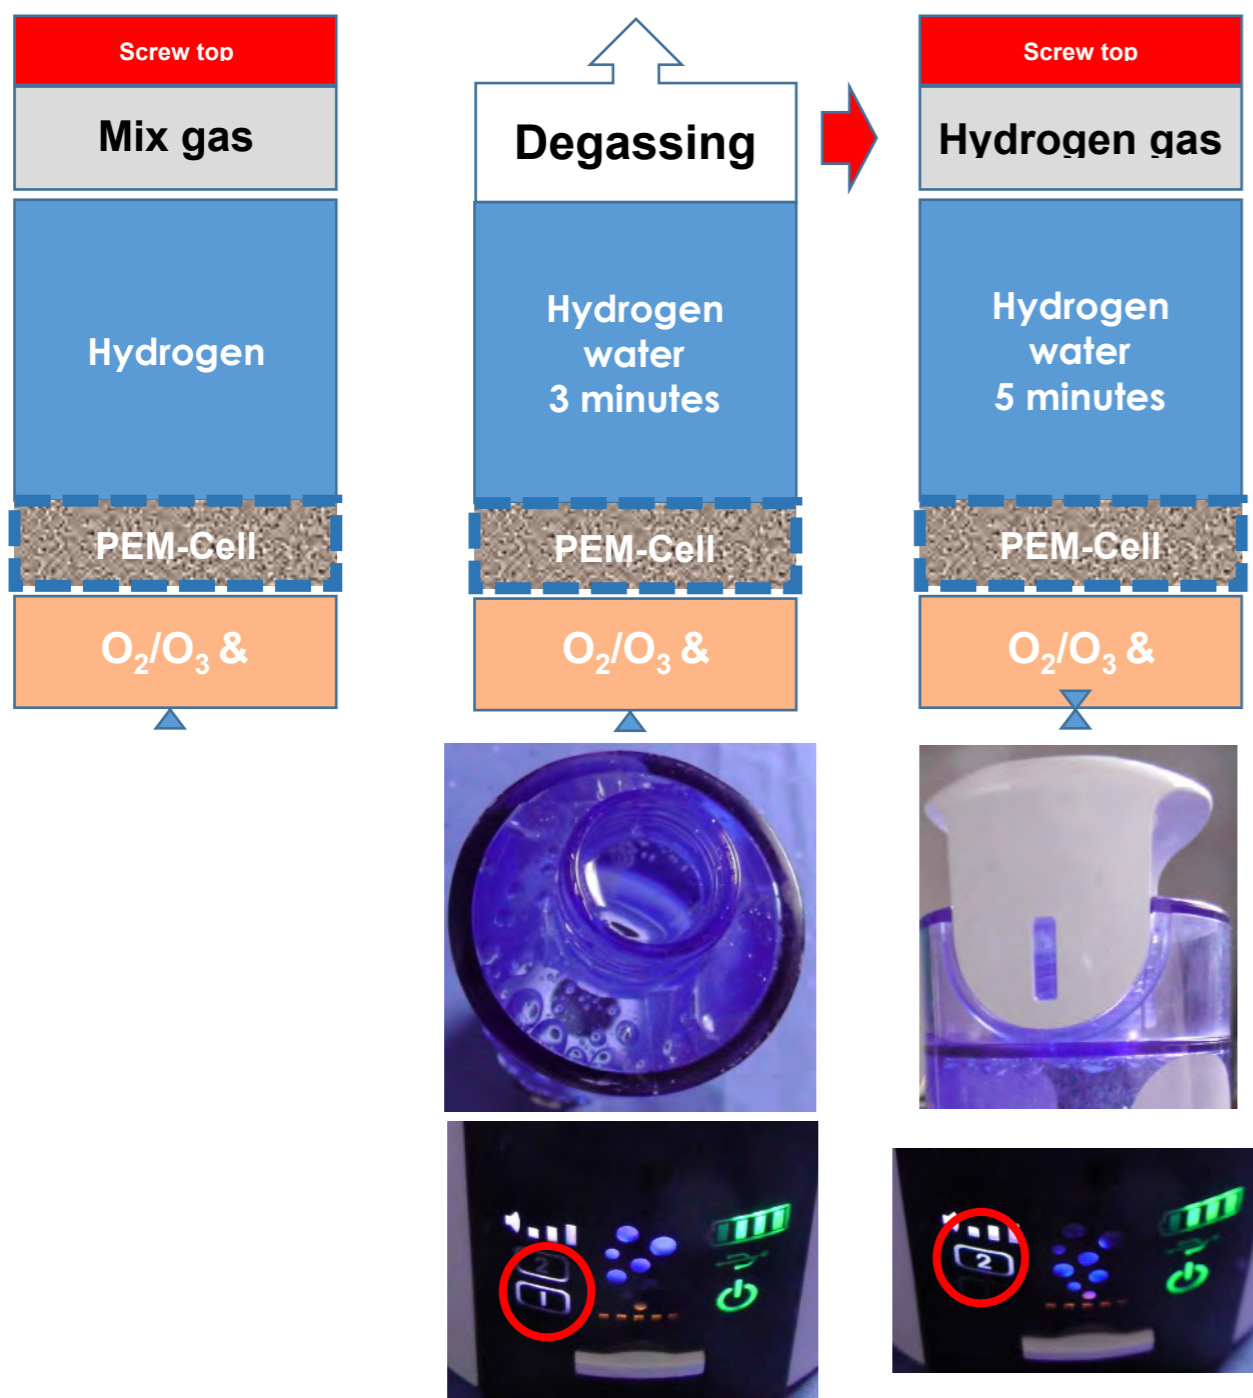 Screw top
Mix gas
Hydrogen
PEM-Cell
O₂/O₃ &
Degassing
Hydrogen
water
3 minutes
PEM-Cell
O₂/O₃ &
2
1
Screw top
Hydrogen gas
Hydrogen
water
5 minutes
PEM-Cell
O₂/O₃ &
2